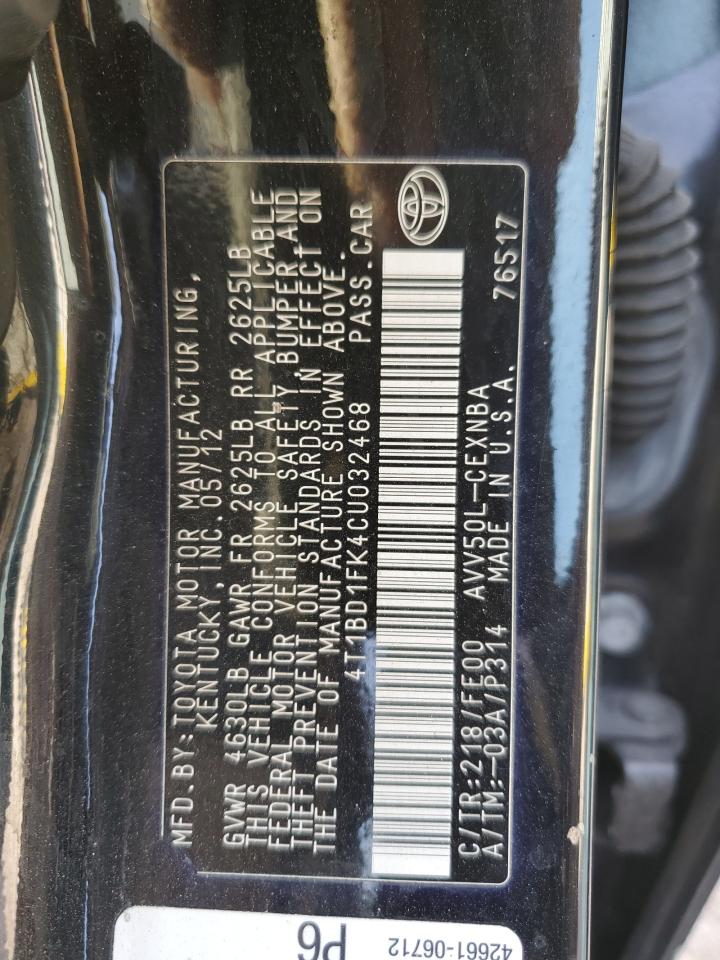 MFD.BY:TOYOTA MOTOR MANUFACTURING,
KENTUCKY, INC.05/12
GVWR 4630LB GAWR FR 2625LB RR 2625LB
THIS VEHICLE CONFORMS TO ALL APPLICABLE
FEDERAL MOTOR VEHICLE SAFETY, BUMPER, AND
THEFT PREVENTION STANDARDS IN EFFECT ON
THE DATE OF MANUFACTURE SHOWN ABOVE.
4T1BD1FK4CU032468 PASS.CAR
C/TR:218/FE00 AVV50L-CEXNBA
A/TM:-03A/P314 MADE IN U.S.A. 76517
P6
42661-06712